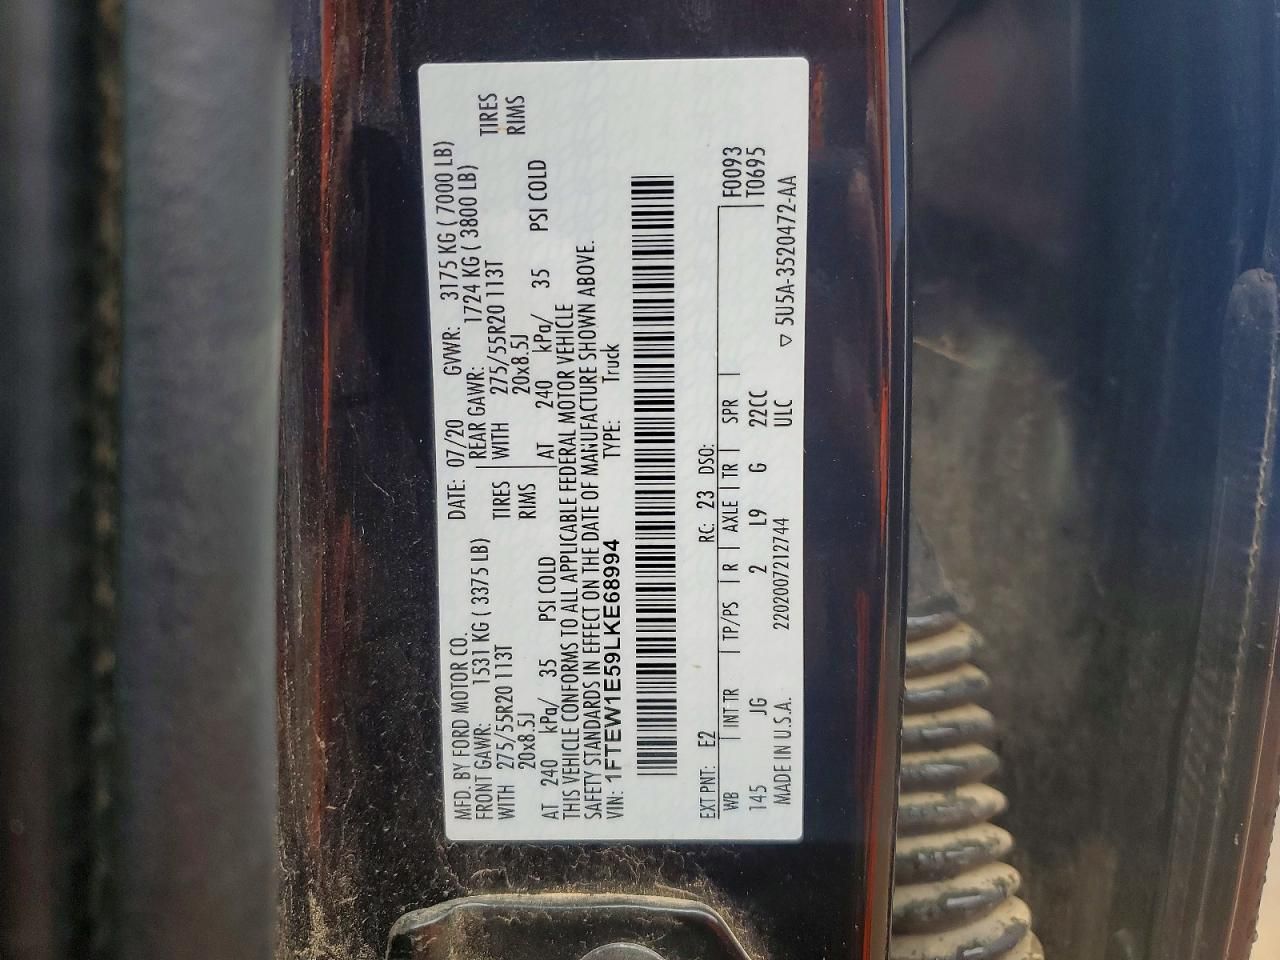 MFD. BY FORD MOTOR CO. DATE: 07/20 GVWR: 3175 KG ( 7000 LB)
FRONT GAWR: 1531 KG ( 3375 LB) REAR GAWR: 1724 KG ( 3800 LB)
WITH 275/55R20 113T TIRES WITH 275/55R20 113T TIRES
20x8.5J RIMS 20x8.5J RIMS
AT 240 kPa/ 35 PSI COLD AT 240 kPa/ 35 PSI COLD
THIS VEHICLE CONFORMS TO ALL APPLICABLE FEDERAL MOTOR VEHICLE
SAFETY STANDARDS IN EFFECT ON THE DATE OF MANUFACTURE SHOWN ABOVE.
VIN: 1FTEW1E59LKE68994 TYPE: Truck
EXT PNT: E2 RC: 23 DSO:
WB INT TR TP/PS R AXLE TR SPR F0093
145 JG 2 L9 G 22CC T0695
MADE IN U.S.A. 2202007212744 ULC ▽ 5U5A-3520472-AA